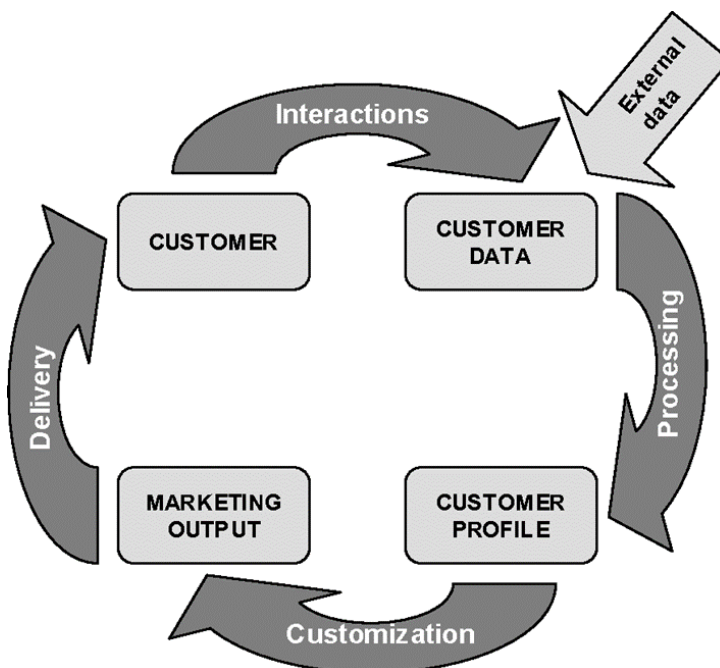 Interactions
External
data
CUSTOMER
CUSTOMER
DATA
Delivery
Processing
MARKETING
OUTPUT
CUSTOMER
PROFILE
Customization